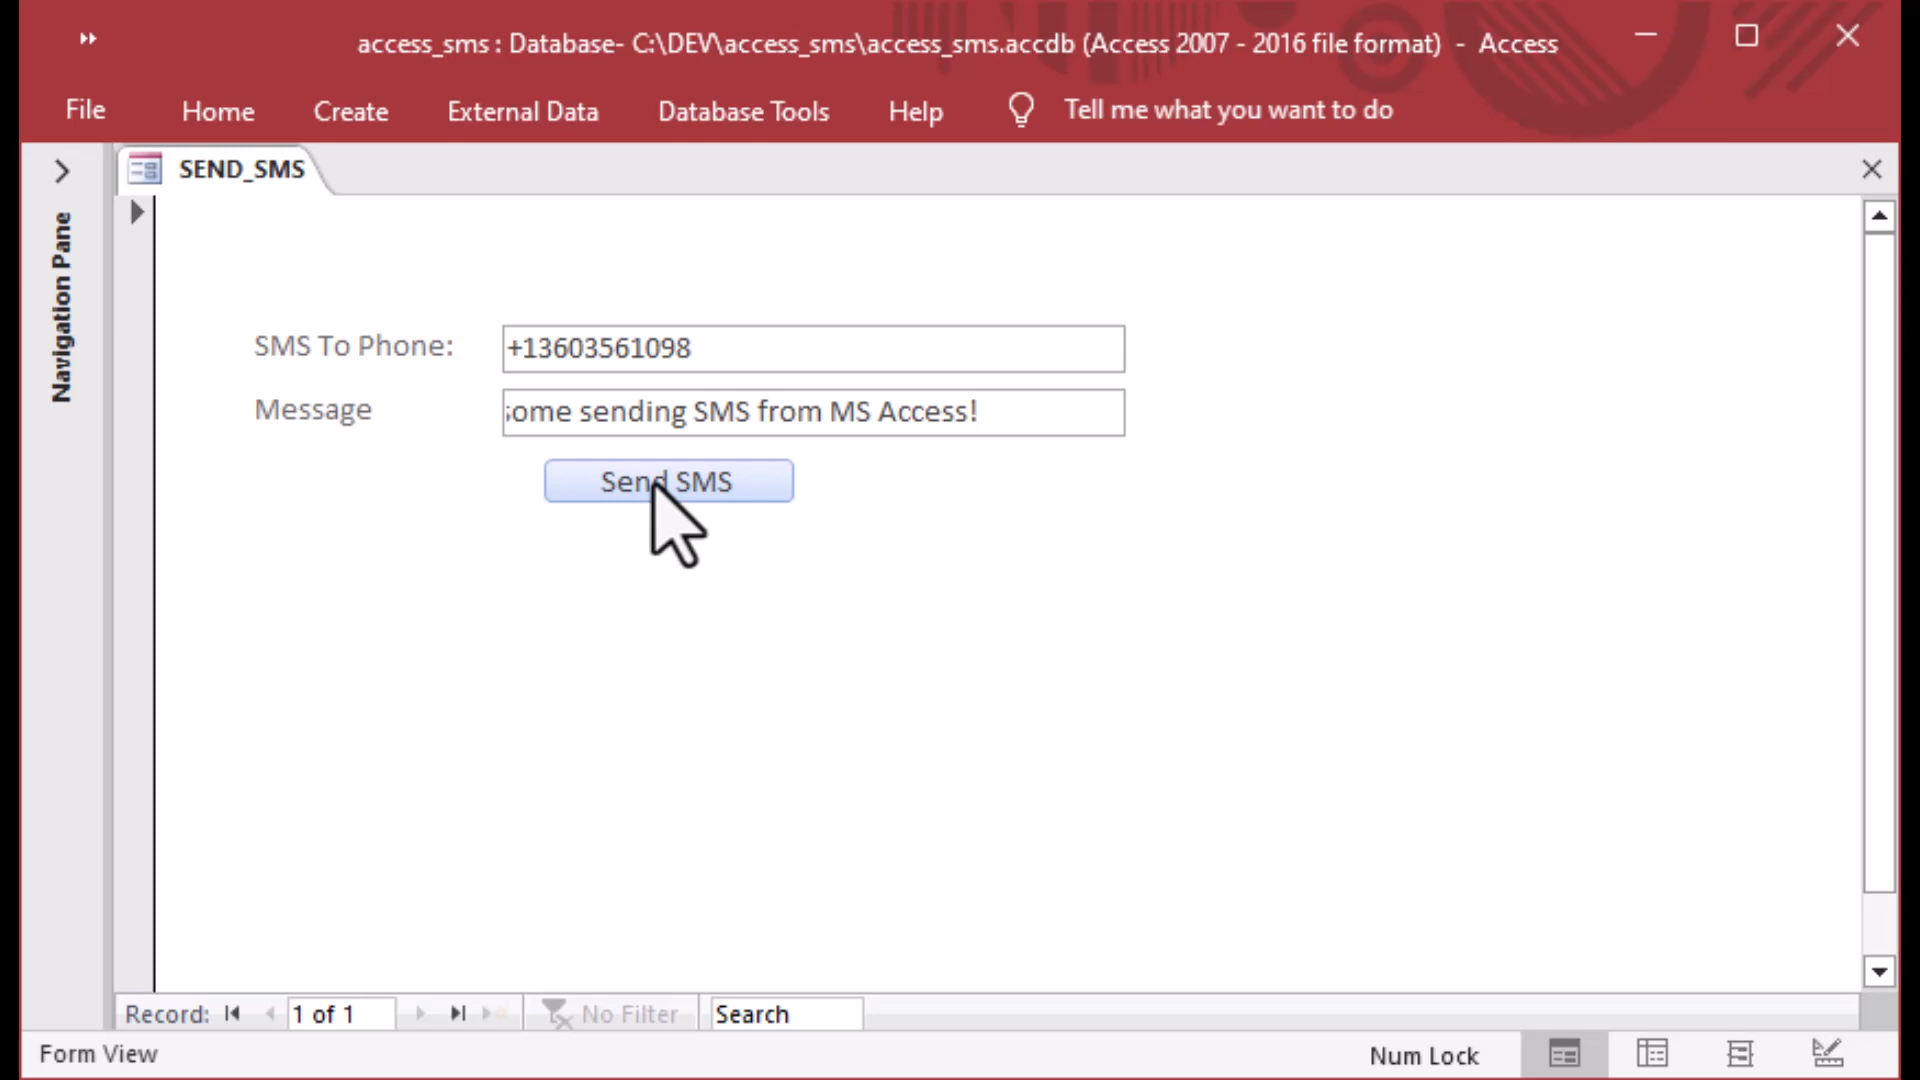 access_sms : Database- C:\DEV\access_sms\access_sms.accdb (Access 2007 - 2016 file format) - Access
File Home Create External Data Database Tools Help Tell me what you want to do
SEND_SMS
Navigation Pane
SMS To Phone: +13603561098
Message sending SMS from MS Access!
Send SMS
Record: 1 of 1 No Filter Search
Form View Num Lock